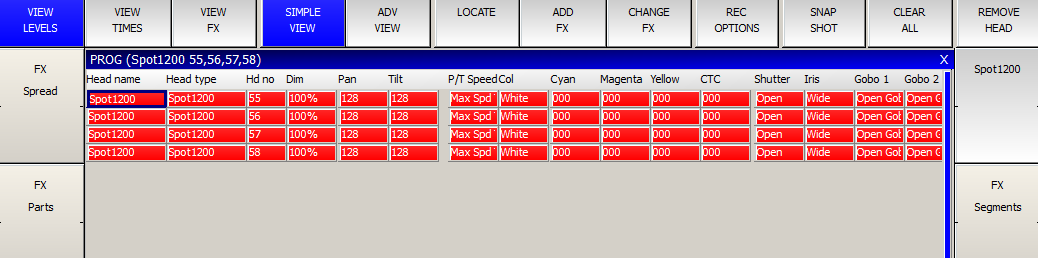 VIEW LEVELS VIEW TIMES VIEW FX SIMPLE VIEW ADV VIEW LOCATE ADD FX CHANGE FX REC OPTIONS SNAP SHOT CLEAR ALL REMOVE HEAD
PROG (Spot1200 55,56,57,58) X
FX Spread
Spot1200
Head name Head type Hd no Dim Pan Tilt P/T Speed Col Cyan Magenta Yellow CTC Shutter Iris Gobo 1 Gobo 2
Spot1200 Spot1200 55 100% 128 128 Max Spd White 000 000 000 000 Open Wide Open Gob Open G
Spot1200 Spot1200 56 100% 128 128 Max Spd White 000 000 000 000 Open Wide Open Gob Open G
Spot1200 Spot1200 57 100% 128 128 Max Spd White 000 000 000 000 Open Wide Open Gob Open G
Spot1200 Spot1200 58 100% 128 128 Max Spd White 000 000 000 000 Open Wide Open Gob Open G
FX Parts
FX Segments